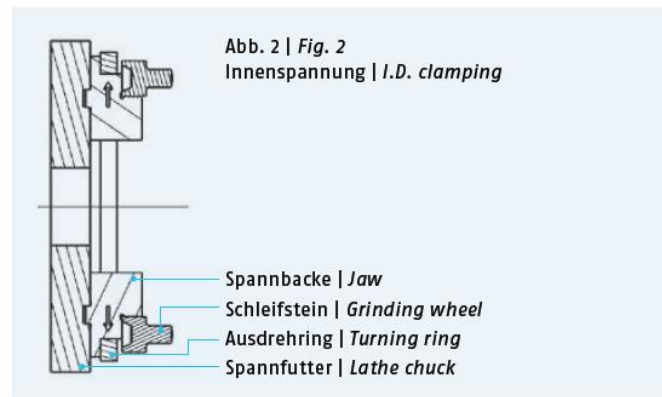 Abb. 2 | Fig. 2
Innenspannung | I.D. clamping
Spannbacke | Jaw
Schleifstein | Grinding wheel
Ausdrehring | Turning ring
Spannfutter | Lathe chuck